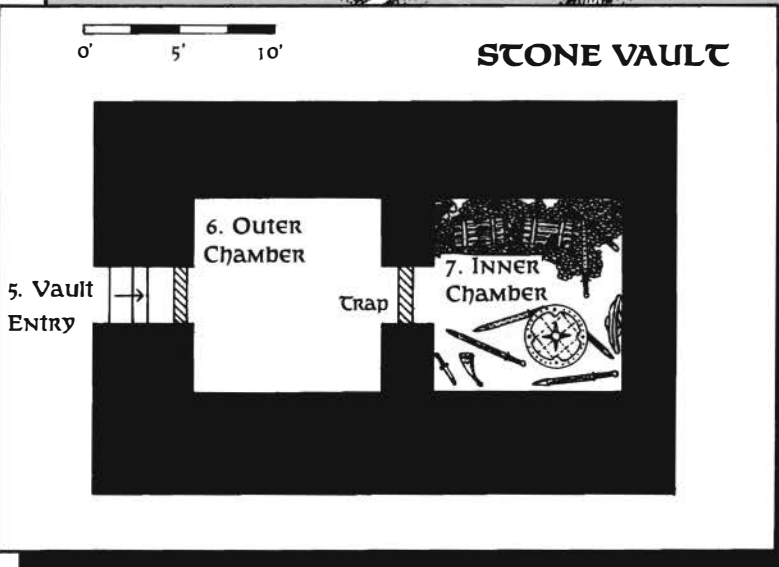 0' 5' 10'
STONE VAULT
6. Outer
Chamber
5. Vault
Entry
Trap
7. Inner
Chamber